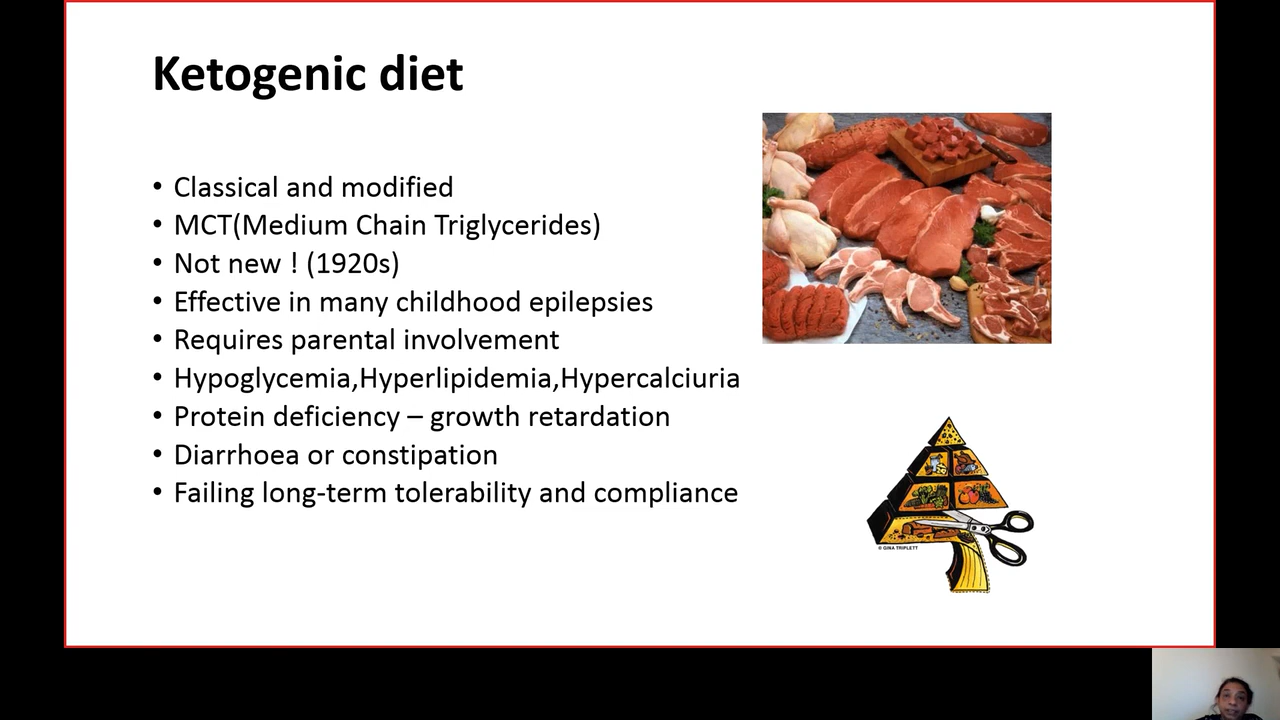 Ketogenic diet
• Classical and modified
• MCT(Medium Chain Triglycerides)
• Not new ! (1920s)
• Effective in many childhood epilepsies
• Requires parental involvement
• Hypoglycemia,Hyperlipidemia,Hypercalciuria
• Protein deficiency – growth retardation
• Diarrhoea or constipation
• Failing long-term tolerability and compliance
© GINA TRIPLETT